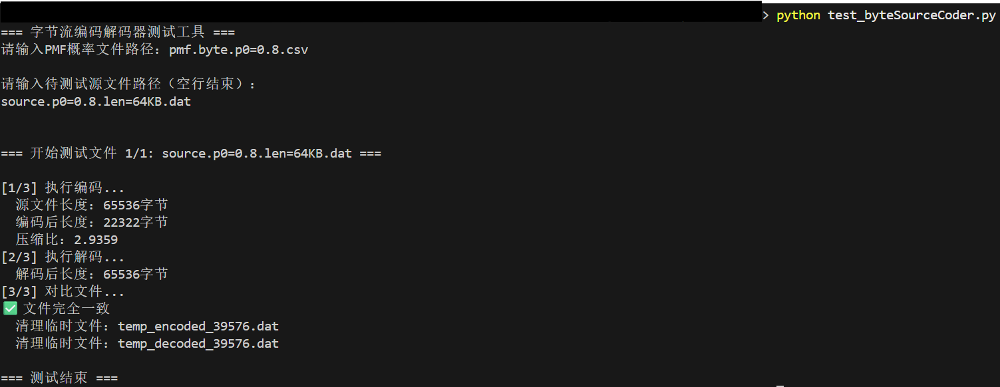 > python test_byteSourceCoder.py
=== 字节流编码解码器测试工具 ===
请输入PMF概率文件路径：pmf.byte.p0=0.8.csv
请输入待测试源文件路径（空行结束）：
source.p0=0.8.len=64KB.dat
=== 开始测试文件 1/1: source.p0=0.8.len=64KB.dat ===
[1/3] 执行编码...
源文件长度：65536字节
编码后长度：22322字节
压缩比：2.9359
[2/3] 执行解码...
解码后长度：65536字节
[3/3] 对比文件...
✅ 文件完全一致
清理临时文件：temp_encoded_39576.dat
清理临时文件：temp_decoded_39576.dat
=== 测试结束 ===